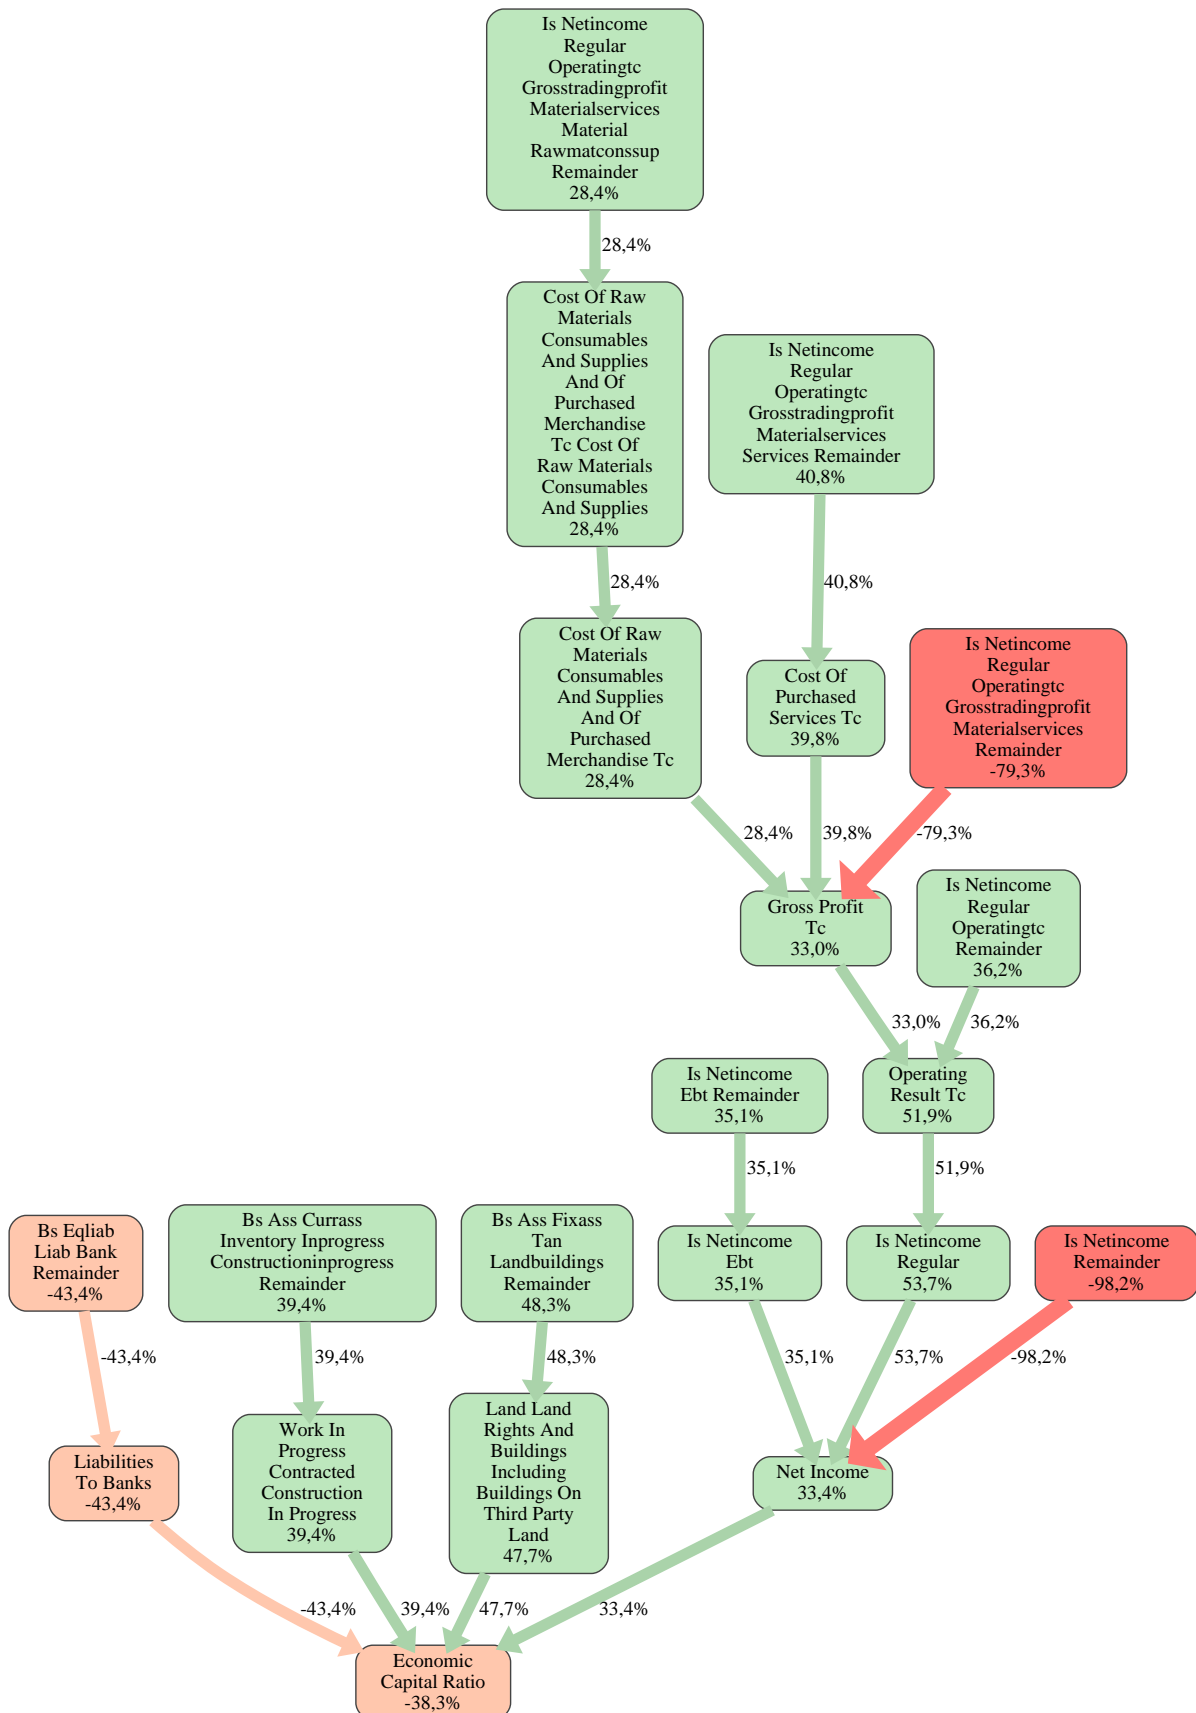 Is Netincome
Regular
Operatingtc
Grosstradingprofit
Materialservices
Material
Rawmatconssup
Remainder
28,4%
28,4%
Cost Of Raw
Materials
Consumables
And Supplies
And Of
Purchased
Merchandise
Tc Cost Of
Raw Materials
Consumables
And Supplies
28,4%
Is Netincome
Regular
Operatingtc
Grosstradingprofit
Materialservices
Services Remainder
40,8%
28,4%
40,8%
Cost Of Raw
Materials
Consumables
And Supplies
And Of
Purchased
Merchandise Tc
28,4%
Cost Of
Purchased
Services Tc
39,8%
Is Netincome
Regular
Operatingtc
Grosstradingprofit
Materialservices
Remainder
-79,3%
28,4%
39,8%
-79,3%
Gross Profit
Tc
33,0%
Is Netincome
Regular
Operatingtc
Remainder
36,2%
33,0%
36,2%
Is Netincome
Ebt Remainder
35,1%
Operating
Result Tc
51,9%
35,1%
51,9%
Bs Eqliab
Liab Bank
Remainder
-43,4%
Bs Ass Currass
Inventory Inprogress
Constructioninprogress
Remainder
39,4%
Bs Ass Fixass
Tan
Landbuildings
Remainder
48,3%
Is Netincome
Ebt
35,1%
Is Netincome
Regular
53,7%
Is Netincome
Remainder
-98,2%
-43,4%
39,4%
48,3%
35,1%
53,7%
-98,2%
Liabilities
To Banks
-43,4%
Work In
Progress
Contracted
Construction
In Progress
39,4%
Land Land
Rights And
Buildings
Including
Buildings On
Third Party
Land
47,7%
Net Income
33,4%
-43,4%
39,4%
47,7%
33,4%
Economic
Capital Ratio
-38,3%